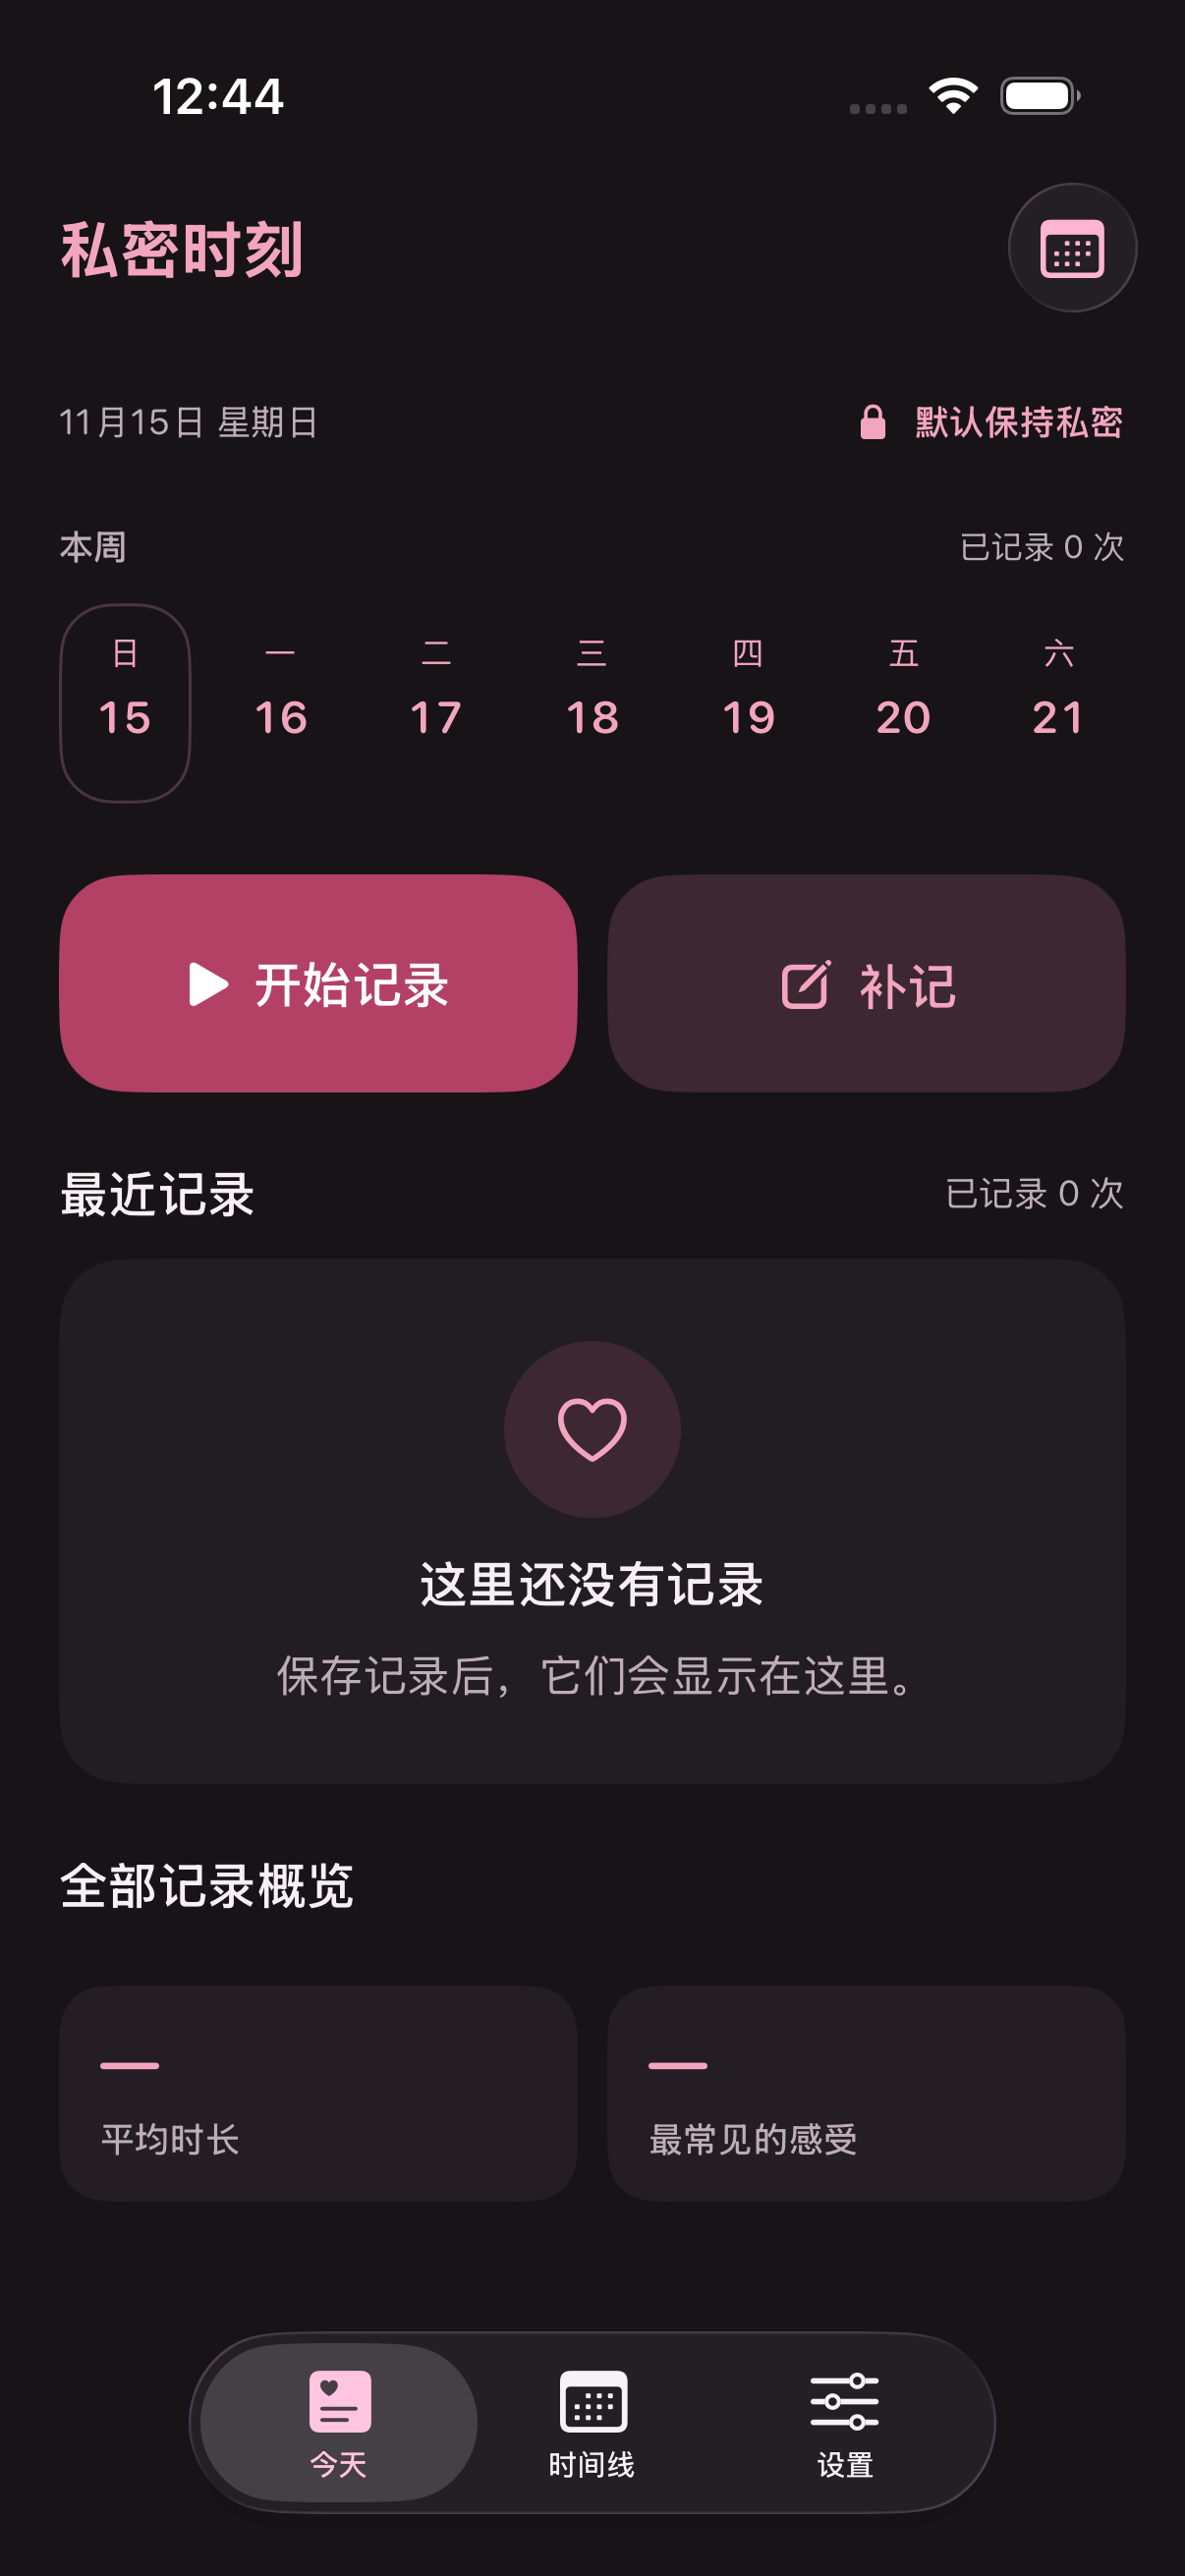 12:44
私密时刻
11月15日 星期日
默认保持私密
本周
已记录 0 次
日 一 二 三 四 五 六
15 16 17 18 19 20 21
开始记录
补记
最近记录
已记录 0 次
这里还没有记录
保存记录后，它们会显示在这里。
全部记录概览
—
—
平均时长
最常见的感受
今天
时间线
设置